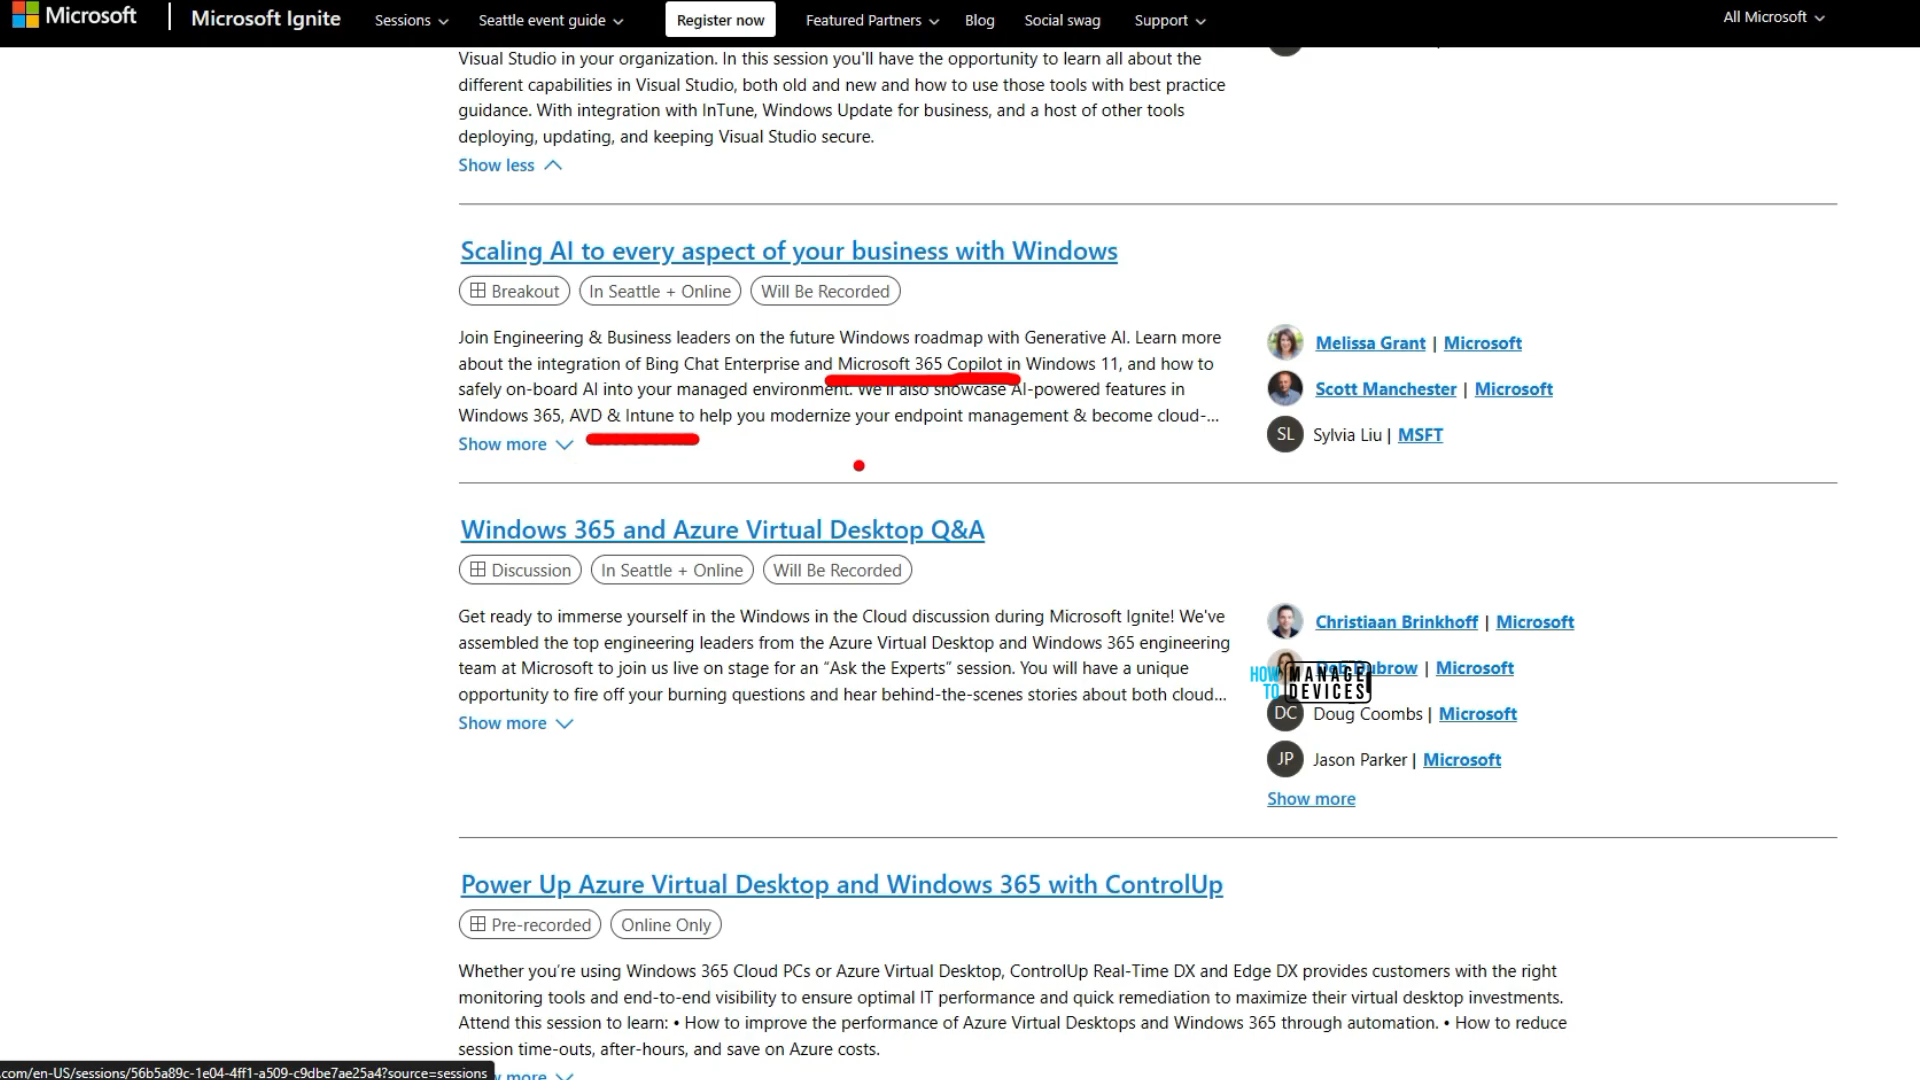 Microsoft | Microsoft Ignite Sessions Seattle event guide Register now Featured Partners Blog Social swag Support All Microsoft
Visual Studio in your organization. In this session you'll have the opportunity to learn all about the
different capabilities in Visual Studio, both old and new and how to use those tools with best practice
guidance. With integration with InTune, Windows Update for business, and a host of other tools
deploying, updating, and keeping Visual Studio secure.
Show less
Scaling AI to every aspect of your business with Windows
Breakout In Seattle + Online Will Be Recorded
Join Engineering & Business leaders on the future Windows roadmap with Generative AI. Learn more
about the integration of Bing Chat Enterprise and Microsoft 365 Copilot in Windows 11, and how to
safely on-board AI into your managed environment. We'll also showcase AI-powered features in
Windows 365, AVD & Intune to help you modernize your endpoint management & become cloud-...
Show more
Melissa Grant | Microsoft
Scott Manchester | Microsoft
SL Sylvia Liu | MSFT
Windows 365 and Azure Virtual Desktop Q&A
Discussion In Seattle + Online Will Be Recorded
Get ready to immerse yourself in the Windows in the Cloud discussion during Microsoft Ignite! We've
assembled the top engineering leaders from the Azure Virtual Desktop and Windows 365 engineering
team at Microsoft to join us live on stage for an “Ask the Experts” session. You will have a unique
opportunity to fire off your burning questions and hear behind-the-scenes stories about both cloud...
Show more
Christiaan Brinkhoff | Microsoft
Deb Dubrow | Microsoft
HOW TO MANAGE DEVICES
DC Doug Coombs | Microsoft
JP Jason Parker | Microsoft
Show more
Power Up Azure Virtual Desktop and Windows 365 with ControlUp
Pre-recorded Online Only
Whether you're using Windows 365 Cloud PCs or Azure Virtual Desktop, ControlUp Real-Time DX and Edge DX provides customers with the right
monitoring tools and end-to-end visibility to ensure optimal IT performance and quick remediation to maximize their virtual desktop investments.
Attend this session to learn: • How to improve the performance of Azure Virtual Desktops and Windows 365 through automation. • How to reduce
session time-outs, after-hours, and save on Azure costs.
more
.com/en-US/sessions/56b5a89c-1e04-4ff1-a509-c9dbe7ae25a4?source=sessions